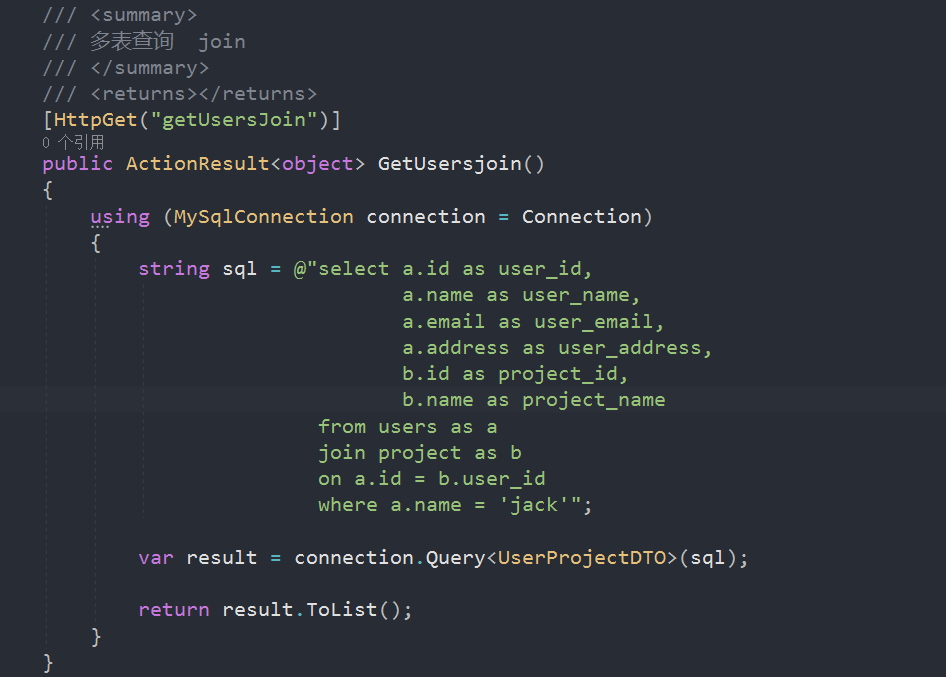 /// <summary>
/// 多表查询  join
/// </summary>
/// <returns></returns>
[HttpGet("getUsersJoin")]
0 个引用
public ActionResult<object> GetUsersjoin()
{
    using (MySqlConnection connection = Connection)
    {
        string sql = @"select a.id as user_id,
                              a.name as user_name,
                              a.email as user_email,
                              a.address as user_address,
                              b.id as project_id,
                              b.name as project_name
                       from users as a
                       join project as b
                       on a.id = b.user_id
                       where a.name = 'jack'";
        var result = connection.Query<UserProjectDTO>(sql);
        return result.ToList();
    }
}